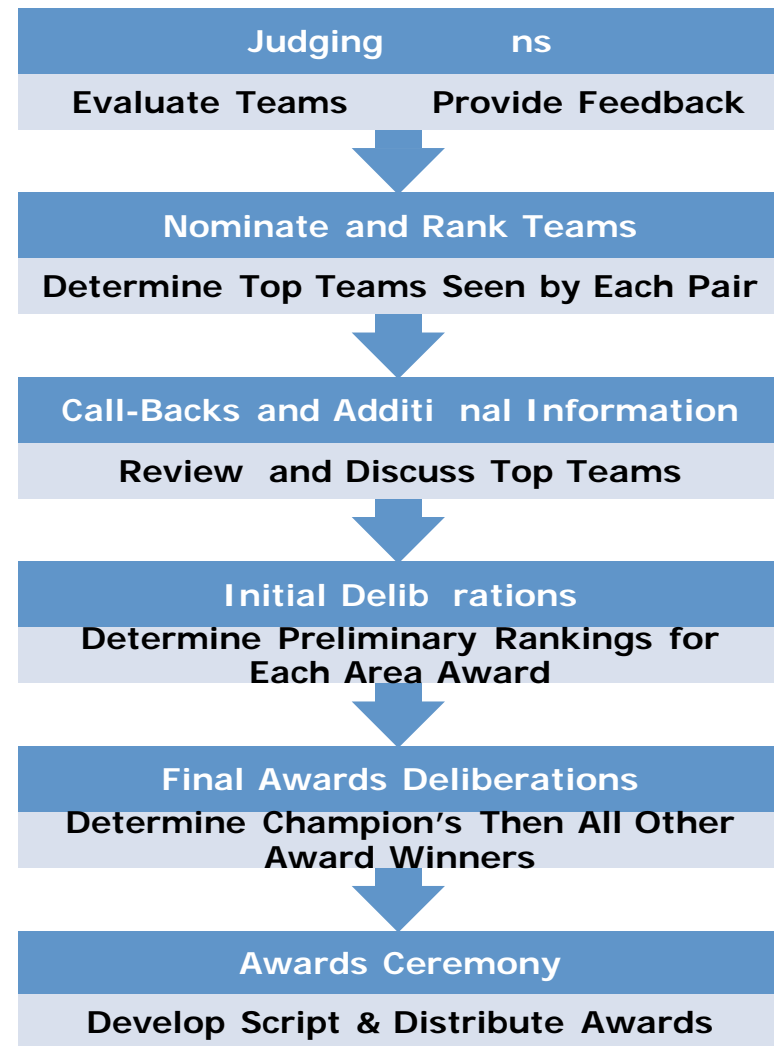 Judging ns
Evaluate Teams Provide Feedback
Nominate and Rank Teams
Determine Top Teams Seen by Each Pair
Call-Backs and Additi nal Information
Review and Discuss Top Teams
Initial Delib rations
Determine Preliminary Rankings for
Each Area Award
Final Awards Deliberations
Determine Champion's Then All Other
Award Winners
Awards Ceremony
Develop Script & Distribute Awards